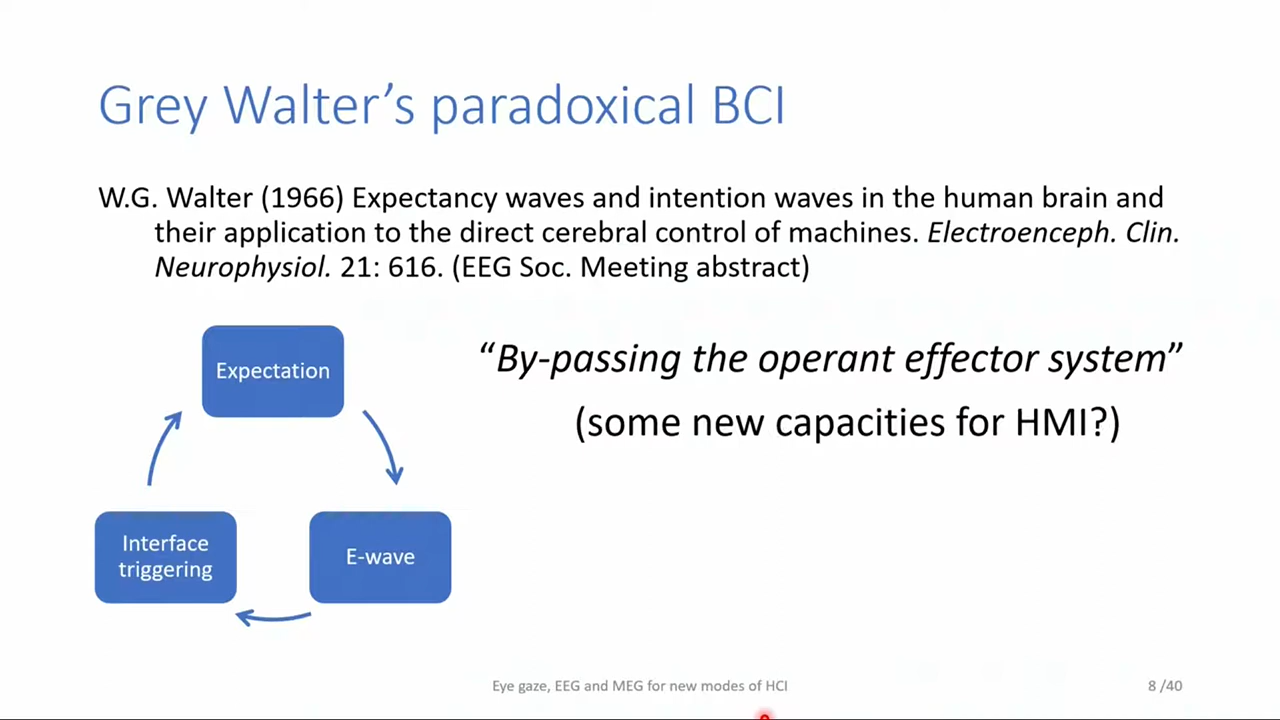 Grey Walter’s paradoxical BCI
W.G. Walter (1966) Expectancy waves and intention waves in the human brain and
their application to the direct cerebral control of machines. Electroenceph. Clin.
Neurophysiol. 21: 616. (EEG Soc. Meeting abstract)
Expectation
“By-passing the operant effector system”
(some new capacities for HMI?)
Interface
triggering
E-wave
Eye gaze, EEG and MEG for new modes of HCI
8 /40